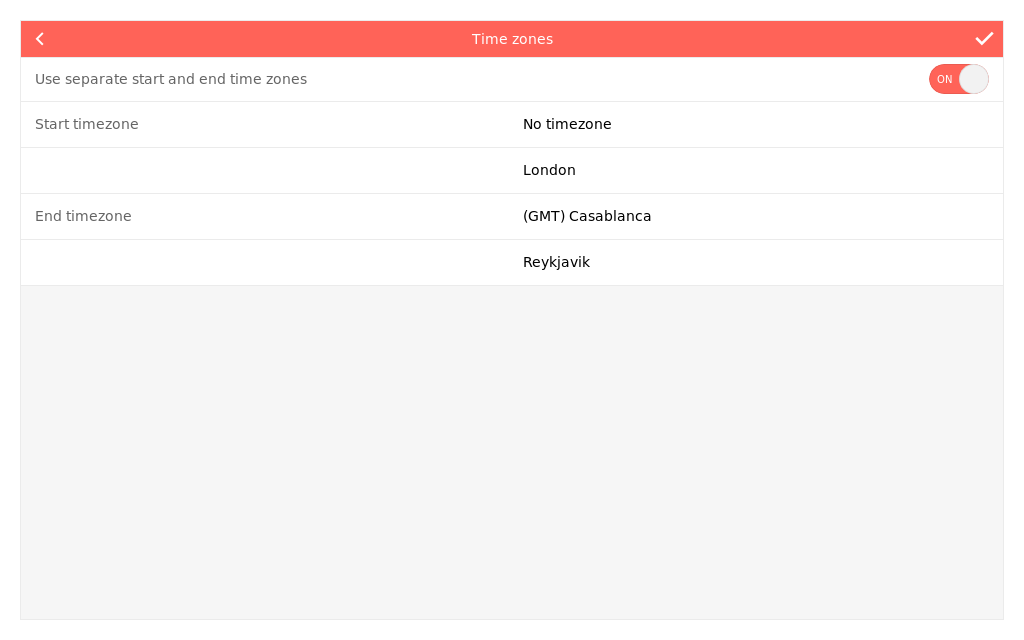 Time zones
Use separate start and end time zones
ON
Start timezone
No timezone
London
End timezone
(GMT) Casablanca
Reykjavik